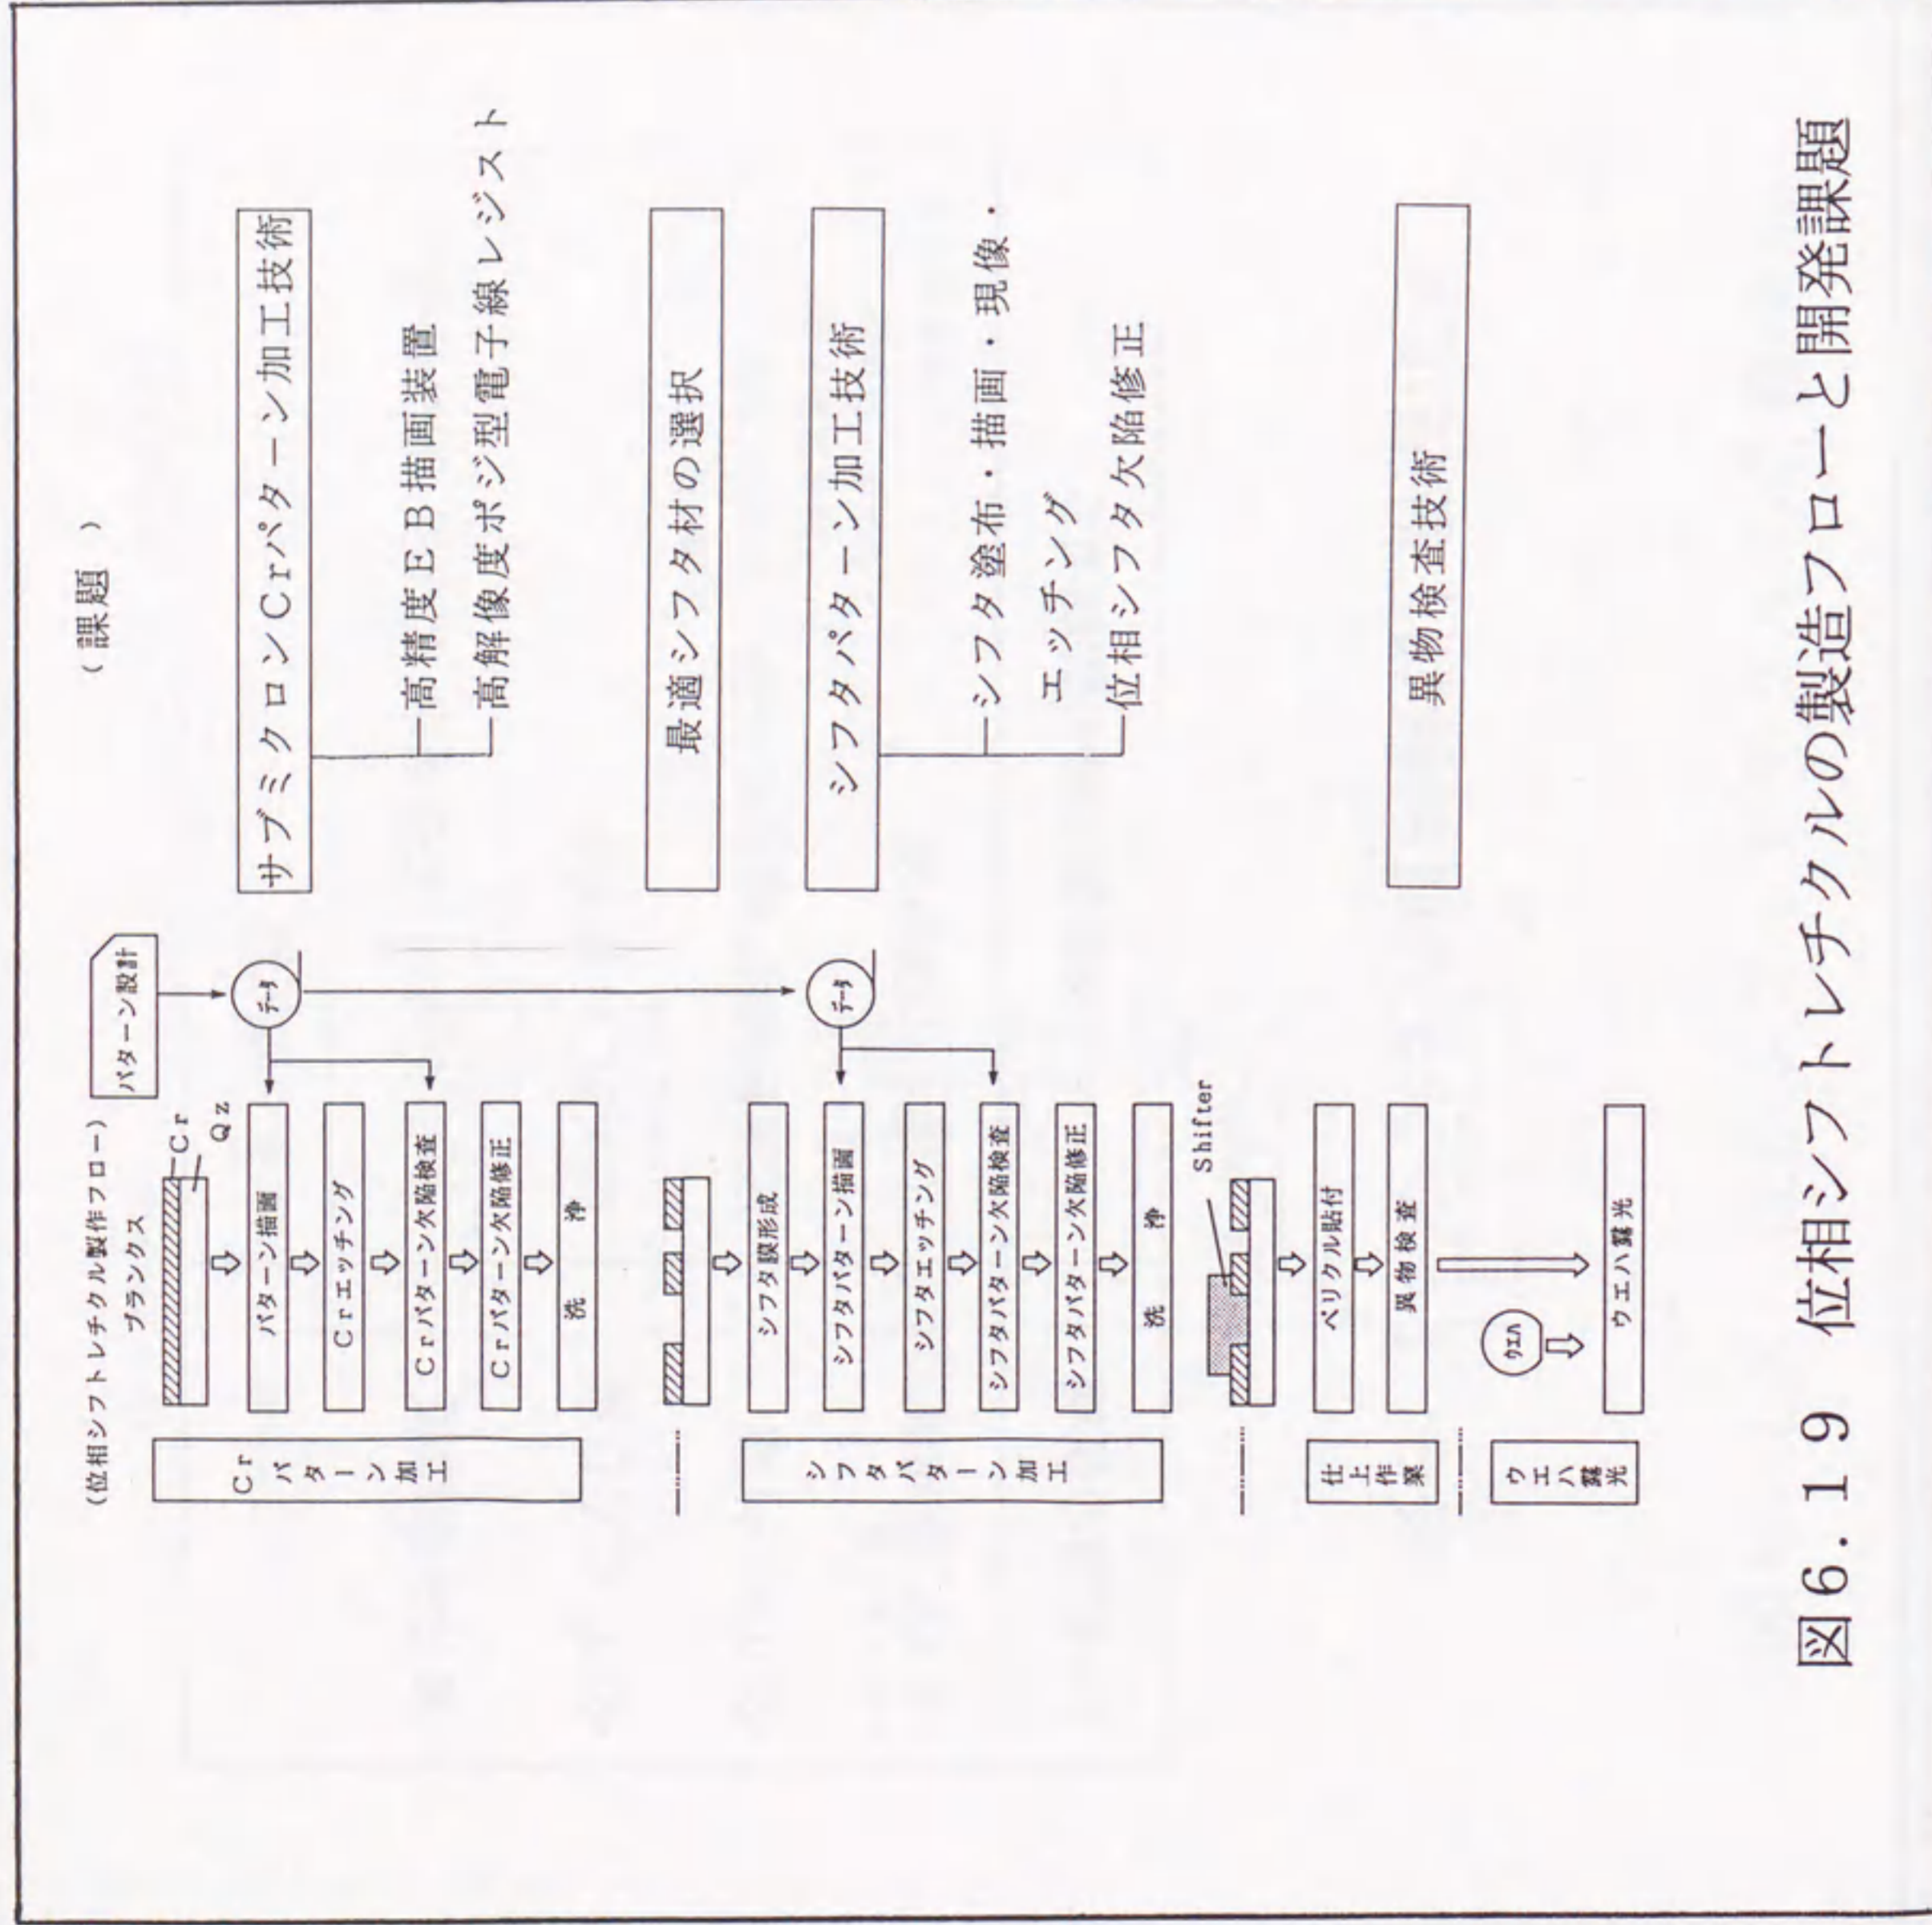 (位相シフトレチクル製作フロー)
ブランクス
Cr
Qz
パターン設計
データ
Crパターン加工
パターン描画
Crエッチング
Crパターン欠陥検査
Crパターン欠陥修正
洗 浄
シフタパターン加工
シフタ膜形成
シフタパターン描画
シフタエッチング
シフタパターン欠陥検査
シフタパターン欠陥修正
洗 浄
データ
Shifter
仕上作業
ペリクル貼付
異物検査
ウエハ露光
ウエハ
ウエハ露光
(課題)
サブミクロンCrパターン加工技術
高精度EB描画装置
高解像度ポジ型電子線レジスト
最適シフタ材の選択
シフタパターン加工技術
シフタ塗布・描画・現像・
エッチング
位相シフタ欠陥修正
異物検査技術
図6.19 位相シフトレチクルの製造フローと開発課題